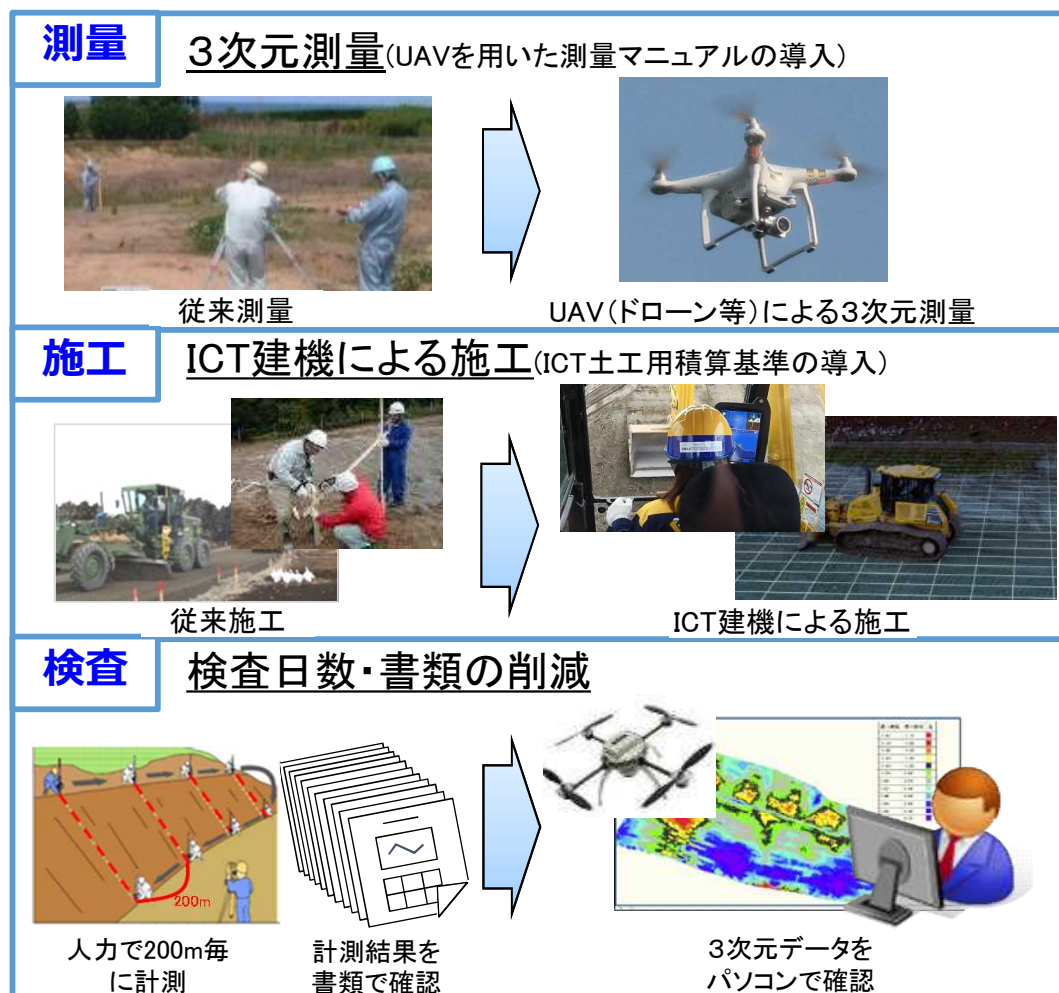 測量
３次元測量(UAVを用いた測量マニュアルの導入)
従来測量
UAV(ドローン等)による３次元測量
施工
ICT建機による施工(ICT土工用積算基準の導入)
従来施工
ICT建機による施工
検査
検査日数・書類の削減
200m
人力で200m毎
に計測
計測結果を
書類で確認
３次元データを
パソコンで確認